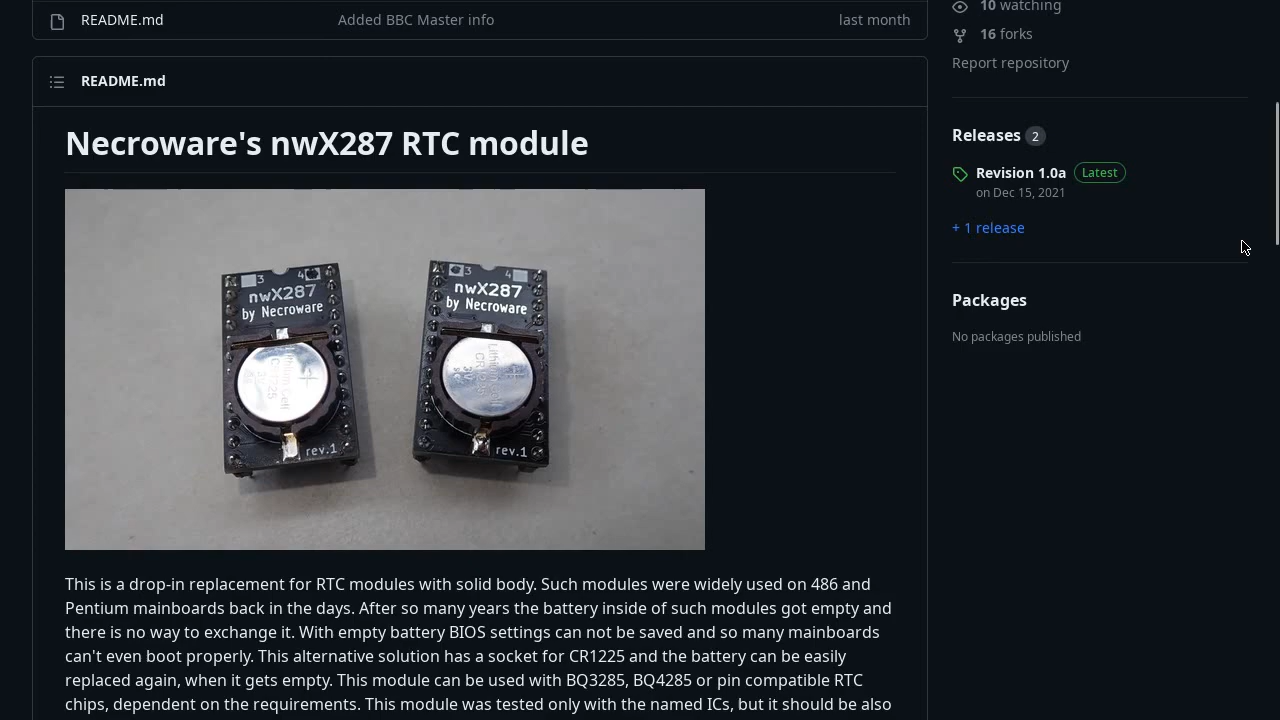 README.md Added BBC Master info last month
10 watching
16 forks
Report repository
README.md
Releases 2
Revision 1.0a Latest
on Dec 15, 2021
+ 1 release
Packages
No packages published
Necroware's nwX287 RTC module
3 4
nwX287
by Necroware
rev.1
3 4
nwX287
by Necroware
rev.1
This is a drop-in replacement for RTC modules with solid body. Such modules were widely used on 486 and
Pentium mainboards back in the days. After so many years the battery inside of such modules got empty and
there is no way to exchange it. With empty battery BIOS settings can not be saved and so many mainboards
can't even boot properly. This alternative solution has a socket for CR1225 and the battery can be easily
replaced again, when it gets empty. This module can be used with BQ3285, BQ4285 or pin compatible RTC
chips, dependent on the requirements. This module was tested only with the named ICs, but it should be also